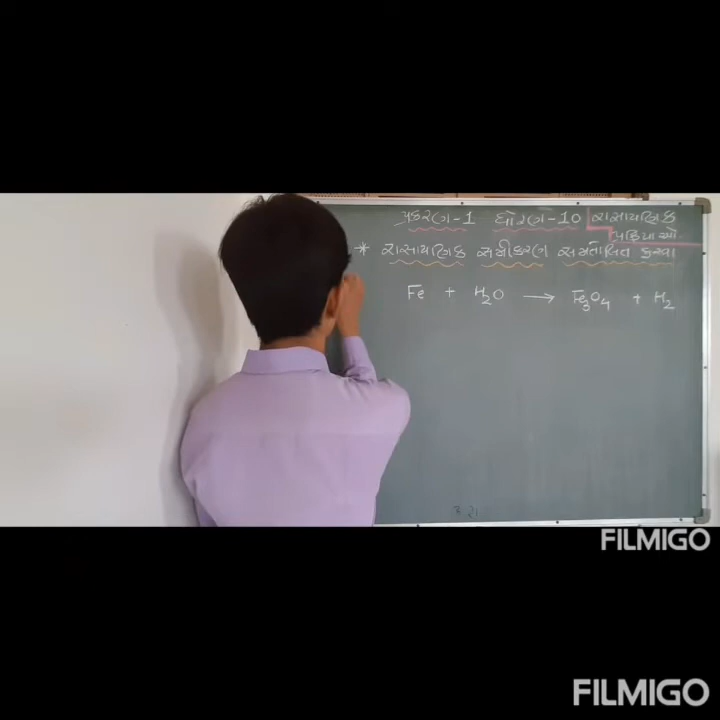 પ્રકરણ-1 ધોરણ-10 રાસાયણિક
પ્રક્રિયાઓ.
* રાસાયણિક સમીકરણ સમતોલિત કરવા
Fe + H₂O → Fe₃O₄ + H₂
FILMIGO
FILMIGO